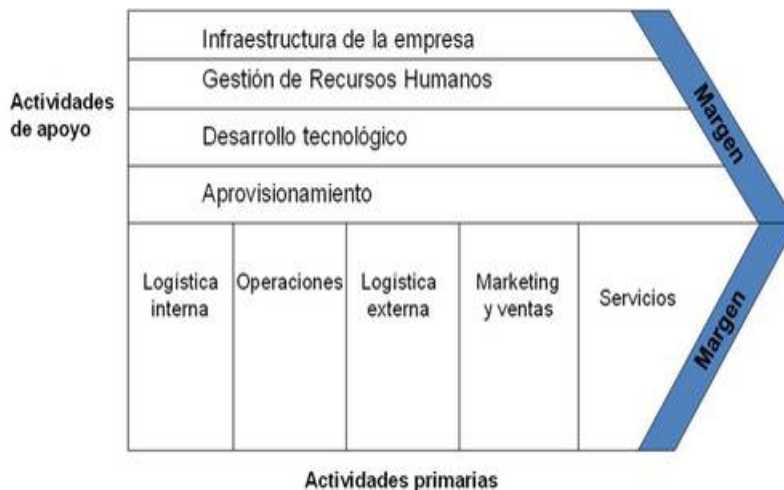 Infraestructura de la empresa
Gestión de Recursos Humanos
Actividades
de apoyo
Desarrollo tecnológico
Aprovisionamiento
Margen
Logística
interna
Operaciones
Logística
externa
Marketing
y ventas
Servicios
Margen
Actividades primarias